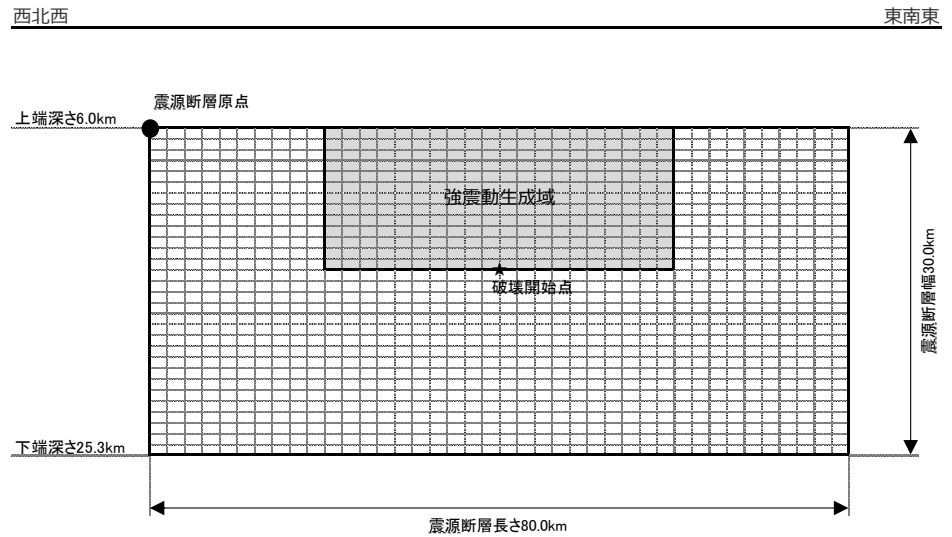 西北西
東南東
震源断層原点
上端深さ6.0km
強震動生成域
破壊開始点
震源断層幅30.0km
下端深さ25.3km
震源断層長さ80.0km